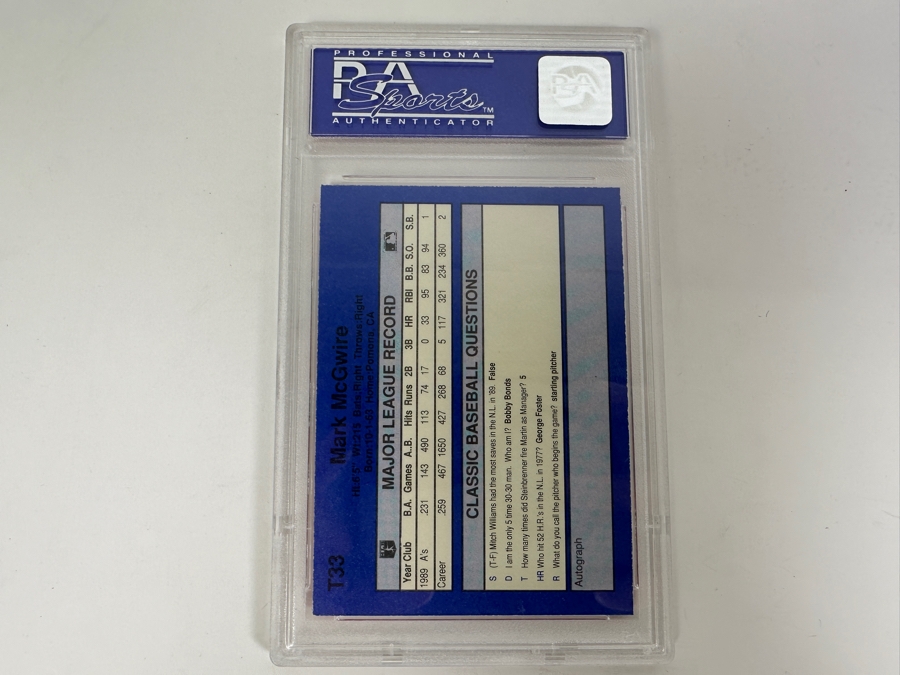 PROFESSIONAL
PSA
Sports™
AUTHENTICATOR
PSA
T33
Mark McGwire
Ht:6'5" Wt:215 Bats:Right Throws:Right
Born:10-1-63 Home:Pomona, CA
MAJOR LEAGUE RECORD
Year Club B.A. Games A..B. Hits Runs 2B 3B HR RBI B.B. S.O. S.B.
1989 A's .231 143 490 113 74 17 0 33 95 83 94 1
Career .259 467 1650 427 268 68 5 117 321 234 360 2
CLASSIC BASEBALL QUESTIONS
S (T-F) Mitch Williams had the most saves in the N.L. in '89. False
D I am the only 5 time 30-30 man. Who am I? Bobby Bonds
T How many times did Steinbrenner fire Martin as Manager? 5
HR Who hit 52 H.R.'s in the N.L. in 1977? George Foster
R What do you call the pitcher who begins the game? starting pitcher
Autograph